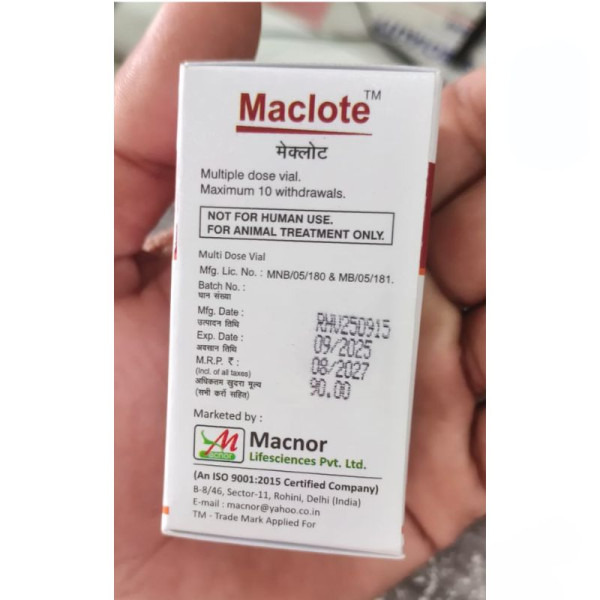 Maclote™
मेक्लोट
Multiple dose vial.
Maximum 10 withdrawals.
NOT FOR HUMAN USE.
FOR ANIMAL TREATMENT ONLY.
Multi Dose Vial
Mfg. Lic. No. : MNB/05/180 & MB/05/181.
Batch No. :
घान संख्या
RMV250915
Mfg. Date :
उत्पादन तिथि
09/2025
Exp. Date :
अवसान तिथि
08/2027
M.R.P. ₹ :
90.00
(Incl. of all taxes)
अधिकतम खुदरा मूल्य
(सभी करों सहित)
Marketed by :
M
macnor
Macnor
Lifesciences Pvt. Ltd.
(An ISO 9001:2015 Certified Company)
B-8/46, Sector-11, Rohini, Delhi (India)
E-mail : macnor@yahoo.co.in
TM - Trade Mark Applied For